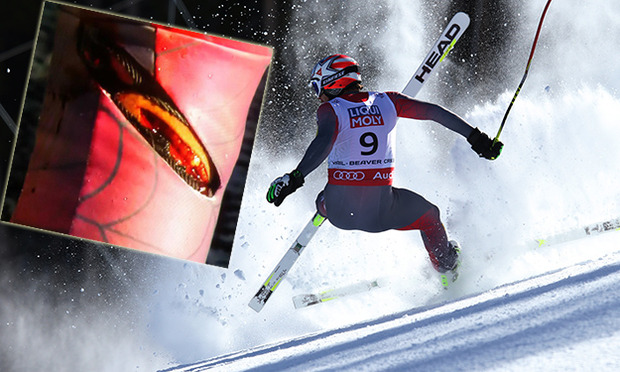 HEAD
LIQUI
MOLY
9
VAIL - BEAVER CREEK
Audi